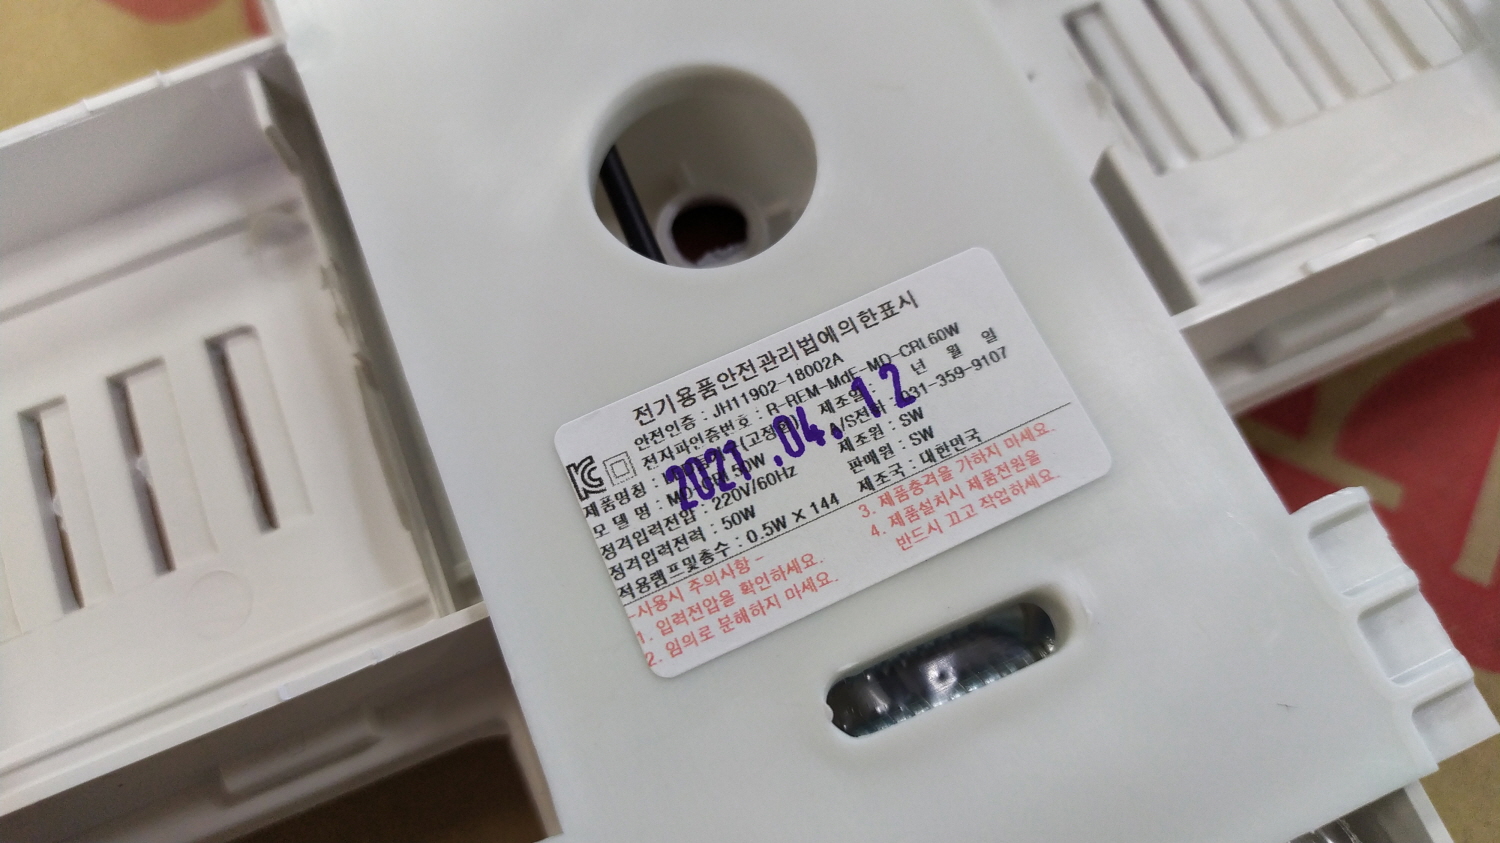 전기용품안전관리법에의한표시
안전인증 : JH11902-18002A
전자파인증번호 : R-REM-MdE-MD-CRL60W
제품명칭 : (고정형) 제조일 : 년 월 일
모 델 명 : 50W A/S전화 : 031-359-9107
정격입력전압 : 220V/60Hz 제조원 : SW
정격입력전력 : 50W 판매원 : SW
적용램프및총수 : 0.5W × 144 제조국 : 대한민국
2021.04.12
-사용시 주의사항-
1. 입력전압을 확인하세요.
2. 임의로 분해하지 마세요.
3. 제품충격을 가하지 마세요.
4. 제품설치시 제품전원을
반드시 끄고 작업하세요.